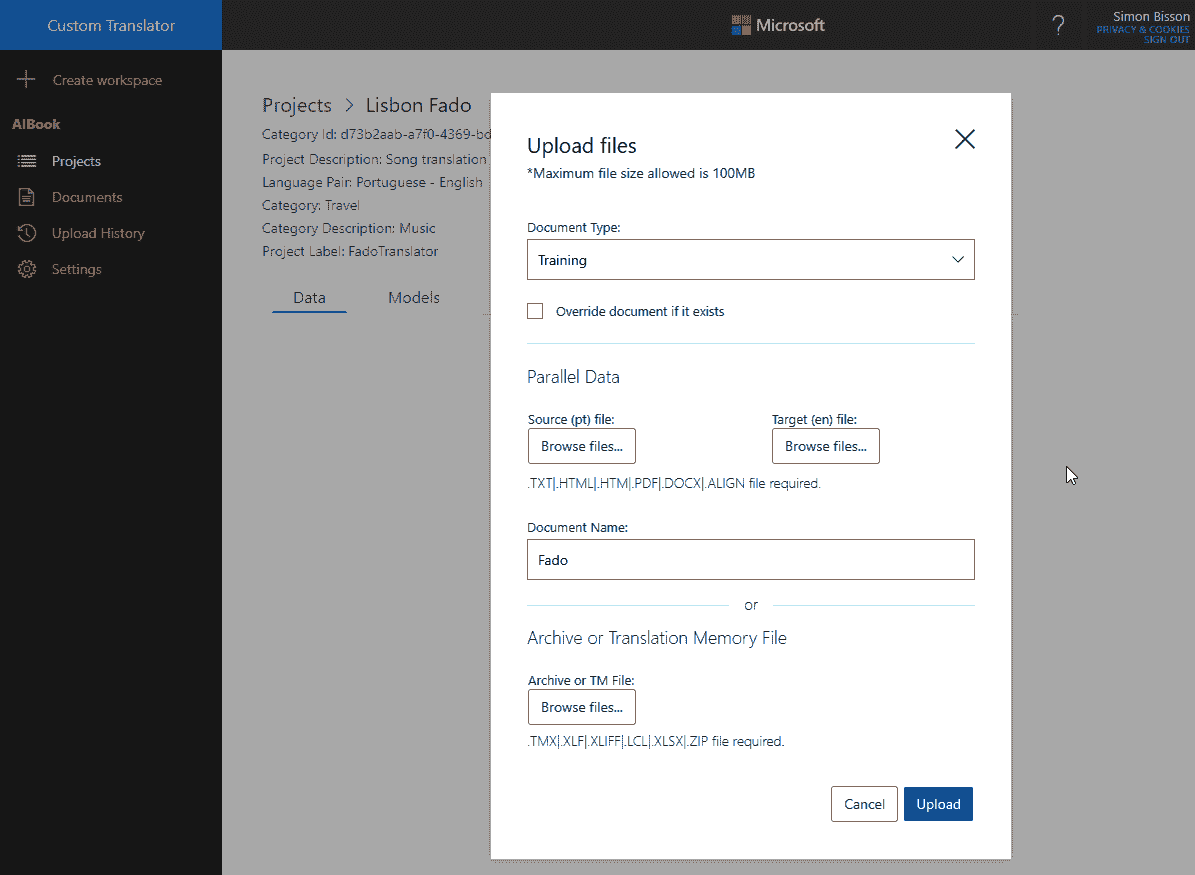 Custom Translator
Microsoft
?
Simon Bisson
PRIVACY & COOKIES
SIGN OUT
Create workspace
AIBook
Projects
Documents
Upload History
Settings
Projects > Lisbon Fado
Category Id: d73b2aab-a7f0-4369-bd
Project Description: Song translation
Language Pair: Portuguese - English
Category: Travel
Category Description: Music
Project Label: FadoTranslator
Data Models
Upload files
*Maximum file size allowed is 100MB
Document Type:
Training
Override document if it exists
Parallel Data
Source (pt) file: Target (en) file:
Browse files... Browse files...
.TXT|.HTML|.HTM|.PDF|.DOCX|.ALIGN file required.
Document Name:
Fado
or
Archive or Translation Memory File
Archive or TM File:
Browse files...
.TMX|.XLF|.XLIFF|.LCL|.XLSX|.ZIP file required.
Cancel Upload